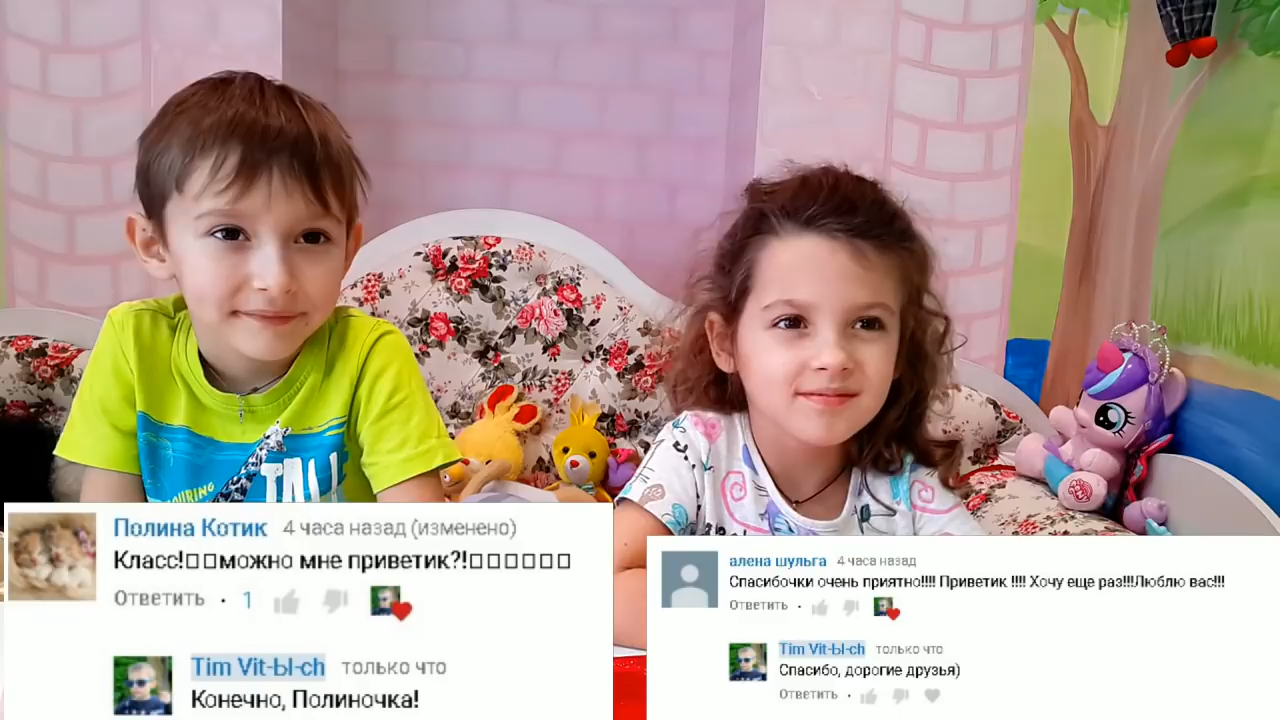 OURING
TALL
Полина Котик 4 часа назад (изменено)
Класс!□□можно мне приветик?!□□□□□□
Ответить · 1
Tim Vit-Ы-ch только что
Конечно, Полиночка!
алена шульга 4 часа назад
Спасибочки очень приятно!!!! Приветик !!!! Хочу еще раз!!!Люблю вас!!!
Ответить ·
Tim Vit-Ы-ch только что
Спасибо, дорогие друзья)
Ответить ·